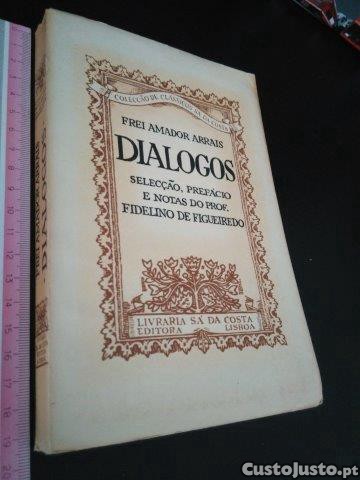 COLECÇÃO DE CLÁSSICOS SÁ DA COSTA
FREI AMADOR ARRAIS
DIALOGOS
SELECÇÃO, PREFÁCIO
E NOTAS DO PROF.
FIDELINO DE FIGUEIREDO
LIVRARIA SÁ DA COSTA
EDITORA LISBOA
FREI AMADOR ARRAIS
DIALOGOS
CustoJusto.pt